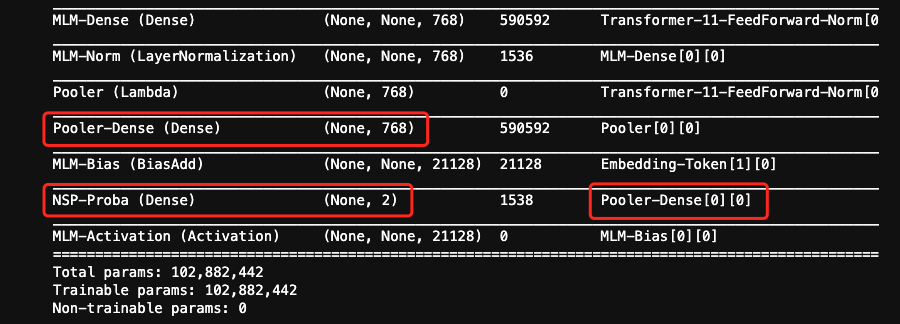 MLM-Dense (Dense) (None, None, 768) 590592 Transformer-11-FeedForward-Norm[0
MLM-Norm (LayerNormalization) (None, None, 768) 1536 MLM-Dense[0][0]
Pooler (Lambda) (None, 768) 0 Transformer-11-FeedForward-Norm[0
Pooler-Dense (Dense) (None, 768) 590592 Pooler[0][0]
MLM-Bias (BiasAdd) (None, None, 21128) 21128 Embedding-Token[1][0]
NSP-Proba (Dense) (None, 2) 1538 Pooler-Dense[0][0]
MLM-Activation (Activation) (None, None, 21128) 0 MLM-Bias[0][0]
Total params: 102,882,442
Trainable params: 102,882,442
Non-trainable params: 0